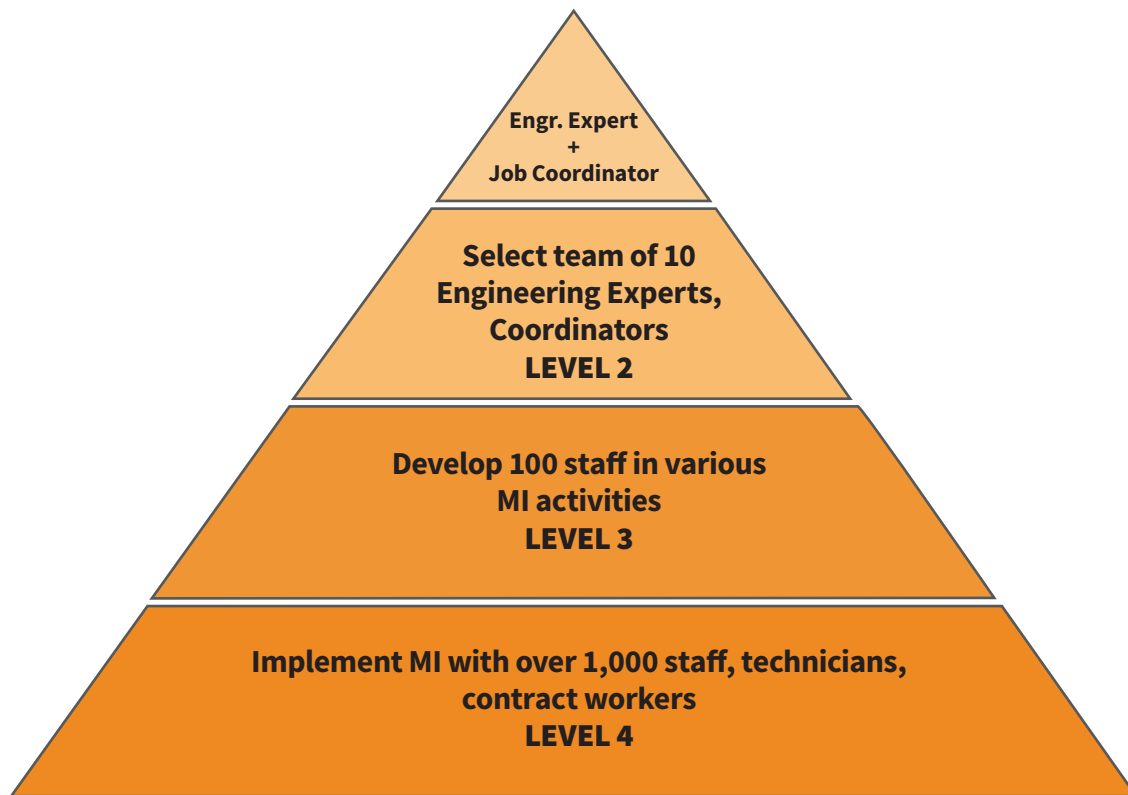 Engr. Expert
+
Job Coordinator
Select team of 10
Engineering Experts,
Coordinators
LEVEL 2
Develop 100 staff in various
MI activities
LEVEL 3
Implement MI with over 1,000 staff, technicians,
contract workers
LEVEL 4